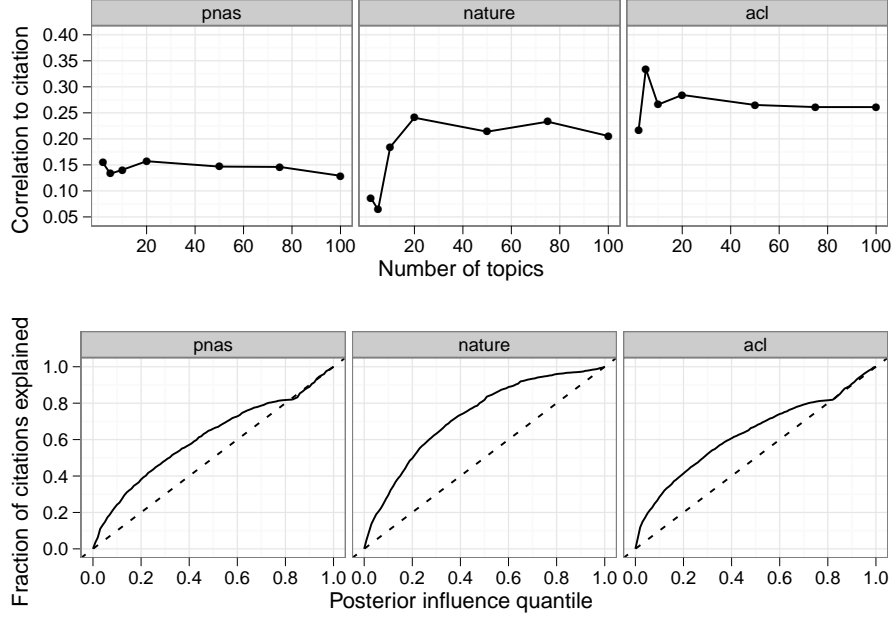 pnas nature acl
Correlation to citation
0.40
0.35
0.30
0.25
0.20
0.15
0.10
0.05
20 40 60 80 100 20 40 60 80 100 20 40 60 80 100
Number of topics
pnas nature acl
Fraction of citations explained
1.0
0.8
0.6
0.4
0.2
0.0
0.0 0.2 0.4 0.6 0.8 1.0 0.0 0.2 0.4 0.6 0.8 1.0 0.0 0.2 0.4 0.6 0.8 1.0
Posterior influence quantile